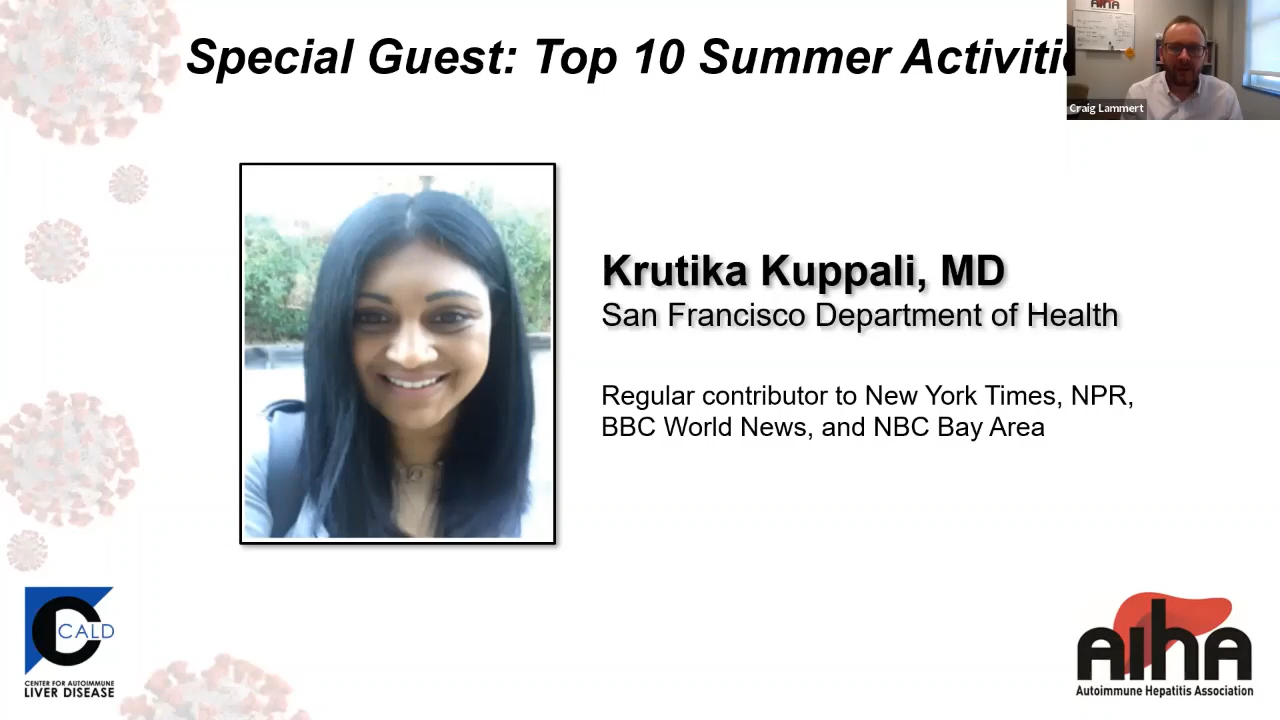 Special Guest: Top 10 Summer Activitie
AIHA
Craig Lammert
Krutika Kuppali, MD
San Francisco Department of Health
Regular contributor to New York Times, NPR,
BBC World News, and NBC Bay Area
CALD
CENTER FOR AUTOIMMUNE
LIVER DISEASE
AIHA
Autoimmune Hepatitis Association